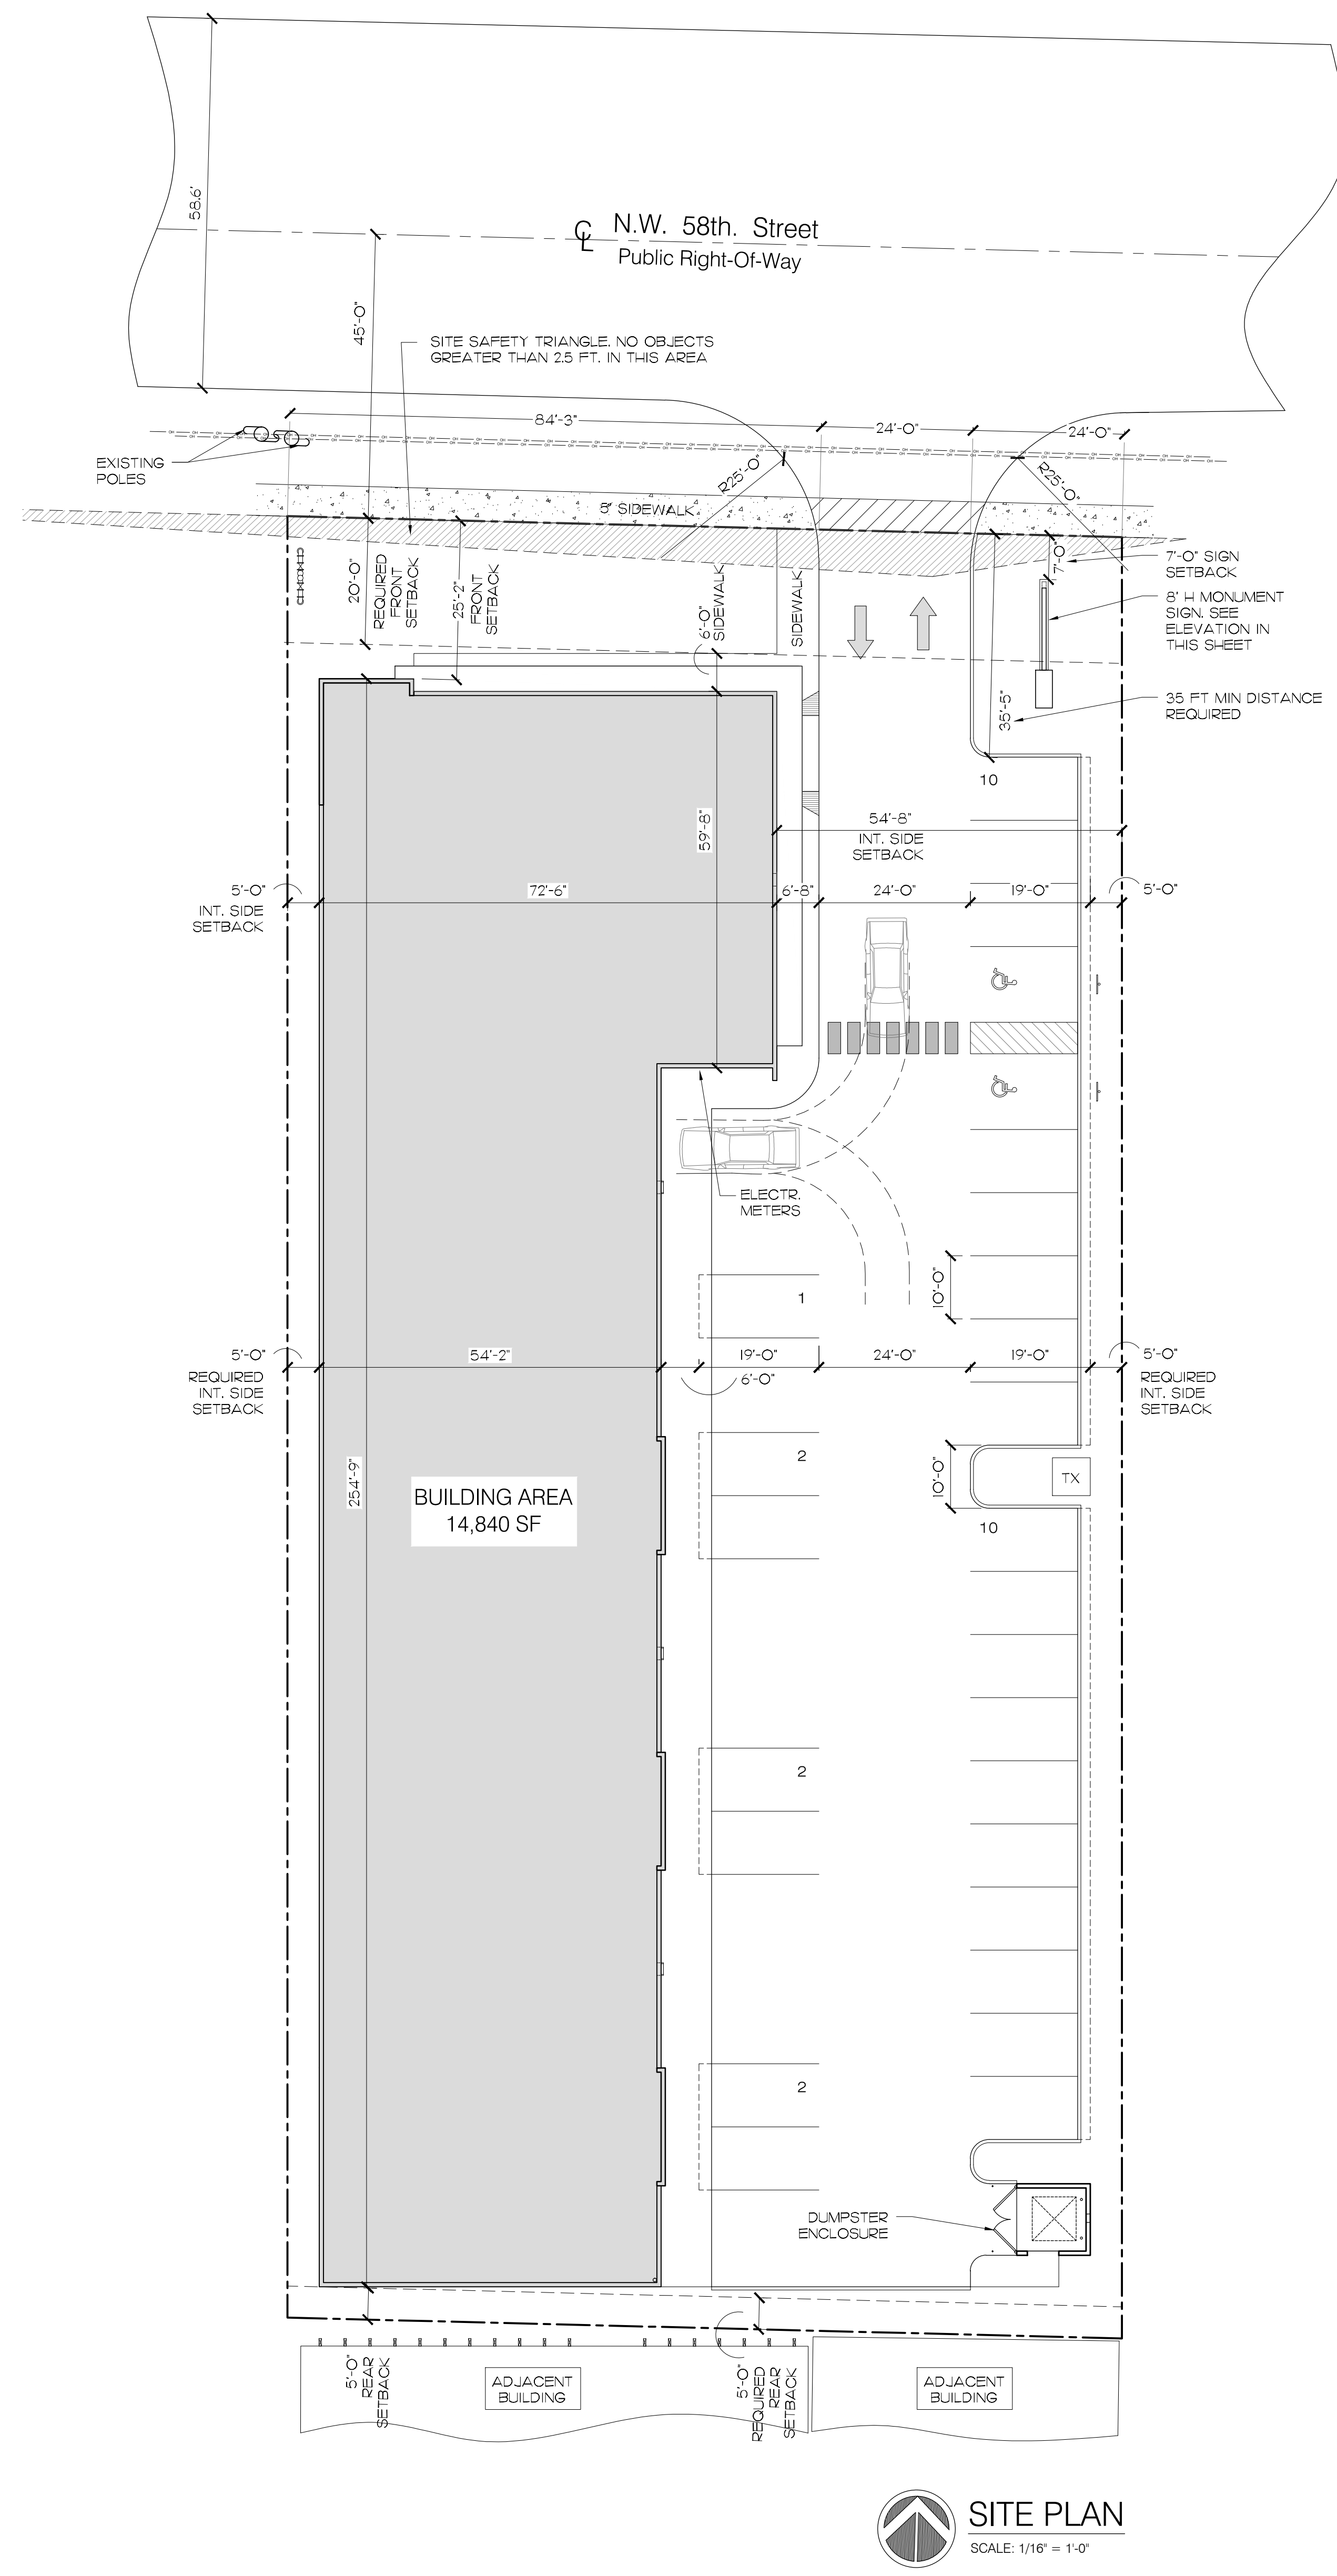 58.6'
C
L
N.W. 58th. Street
Public Right-Of-Way
45'-0"
SITE SAFETY TRIANGLE. NO OBJECTS
GREATER THAN 2.5 FT. IN THIS AREA
84'-3"
24'-0"
24'-0"
EXISTING
POLES
R25'-0"
R25'-0"
5' SIDEWALK.
20'-0"
REQUIRED
FRONT
SETBACK
25'-2"
FRONT
SETBACK
6'-0"
SIDEWALK
SIDEWALK
7'-0"
7'-0" SIGN
SETBACK
8' H MONUMENT
SIGN. SEE
ELEVATION IN
THIS SHEET
35'-5"
35 FT MIN DISTANCE
REQUIRED
10
59'-8"
54'-8"
INT. SIDE
SETBACK
5'-0"
INT. SIDE
SETBACK
72'-6"
6'-8"
24'-0"
19'-0"
5'-0"
ELECTR.
METERS
1
10'-0"
5'-0"
REQUIRED
INT. SIDE
SETBACK
54'-2"
6'-0"
19'-0"
24'-0"
19'-0"
5'-0"
REQUIRED
INT. SIDE
SETBACK
254'-9"
BUILDING AREA
14,840 SF
2
10'-0"
TX
10
2
2
DUMPSTER
ENCLOSURE
5'-0"
REAR
SETBACK
ADJACENT
BUILDING
5'-0"
REQUIRED
REAR
SETBACK
ADJACENT
BUILDING
SITE PLAN
SCALE: 1/16" = 1'-0"